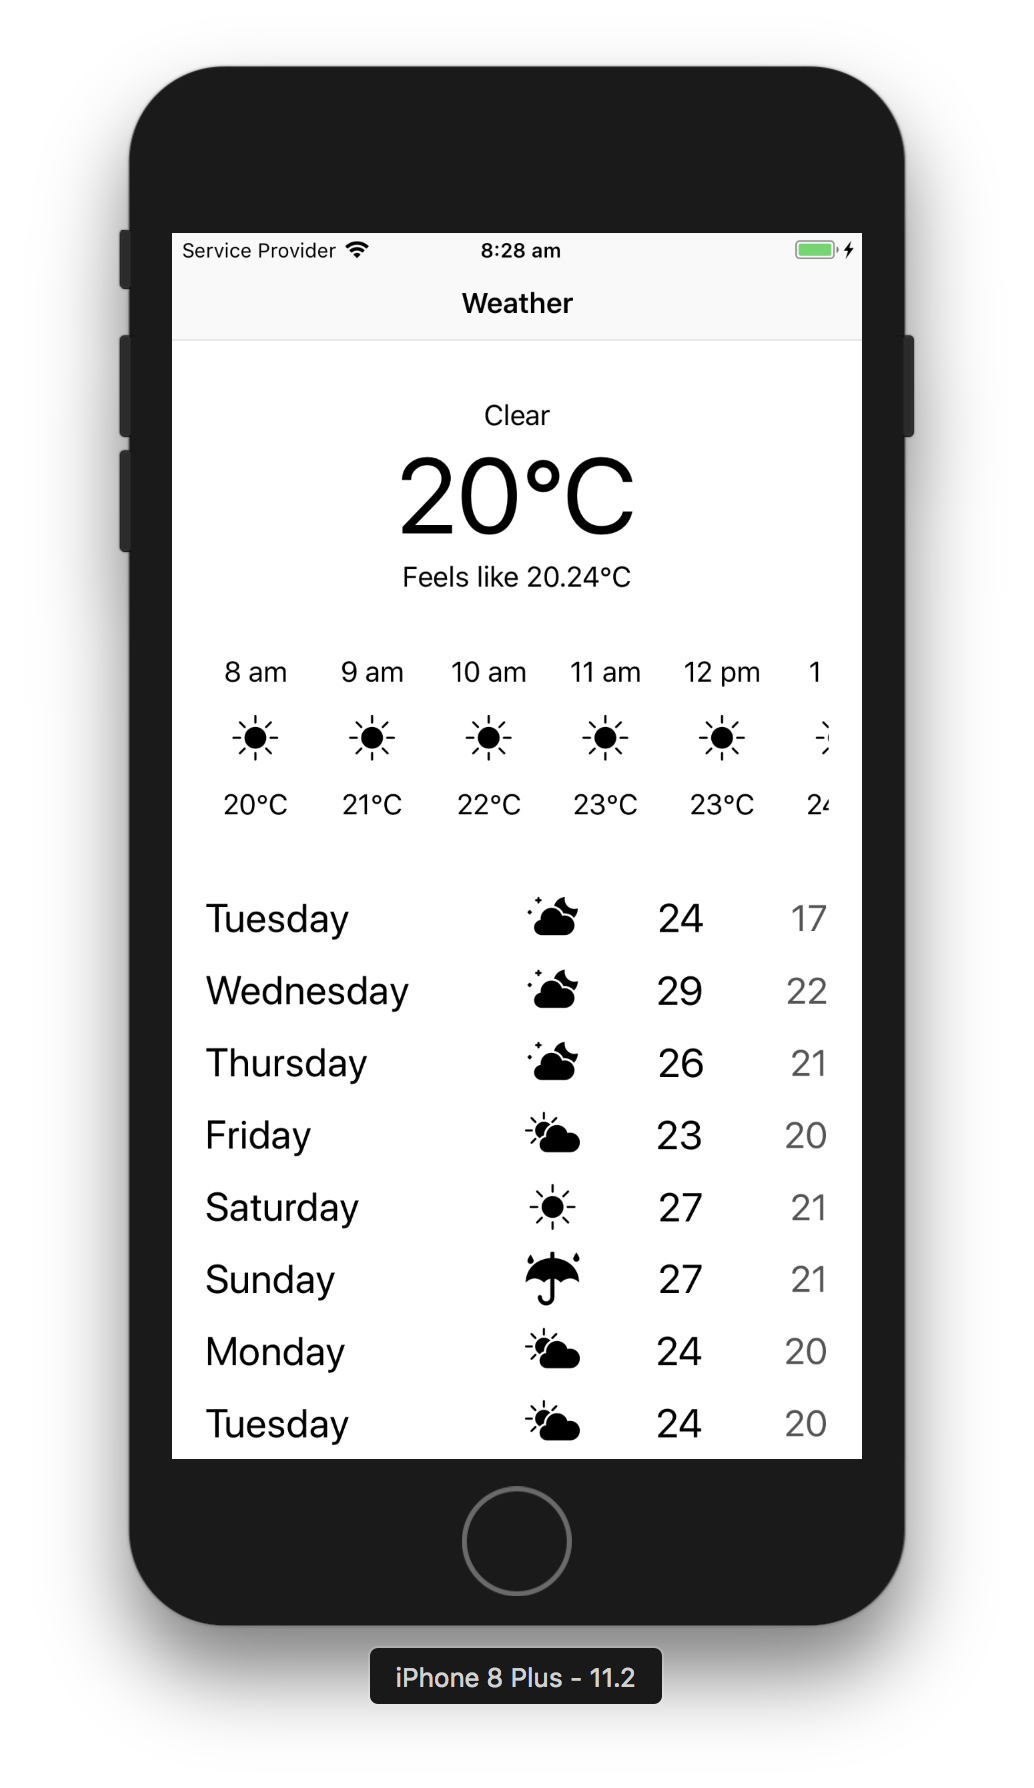 Service Provider 8:28 am
Weather
Clear
20°C
Feels like 20.24°C
8 am 9 am 10 am 11 am 12 pm 1
20°C 21°C 22°C 23°C 23°C
Tuesday 24 17
Wednesday 29 22
Thursday 26 21
Friday 23 20
Saturday 27 21
Sunday 27 21
Monday 24 20
Tuesday 24 20
iPhone 8 Plus - 11.2